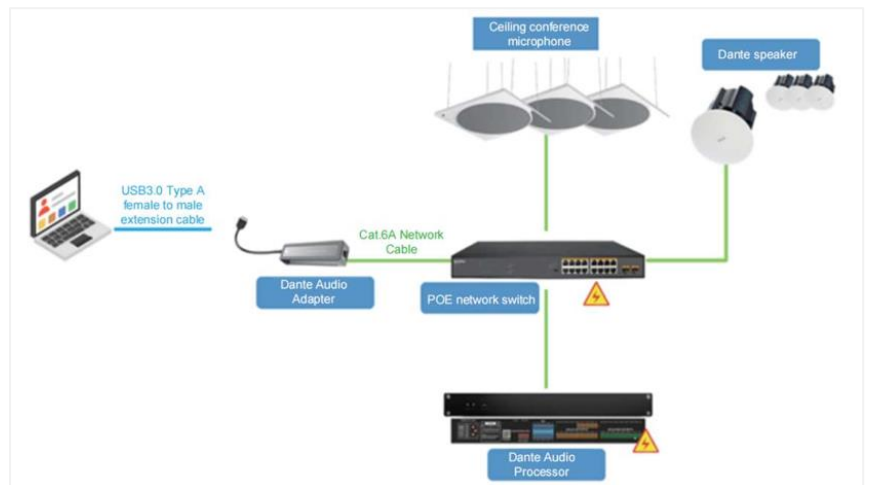 Ceiling conference
microphone
Dante speaker
USB3.0 Type A
female to male
extension cable
Cat.6A Network
Cable
Dante Audio
Adapter
POE network switch
Dante Audio
Processor